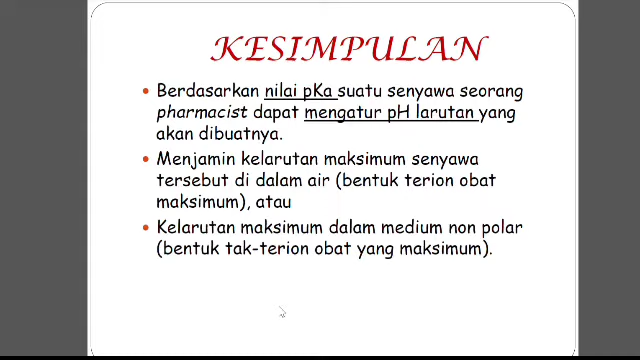 KESIMPULAN
• Berdasarkan nilai pKa suatu senyawa seorang
pharmacist dapat mengatur pH larutan yang
akan dibuatnya.
• Menjamin kelarutan maksimum senyawa
tersebut di dalam air (bentuk terion obat
maksimum), atau
• Kelarutan maksimum dalam medium non polar
(bentuk tak-terion obat yang maksimum).